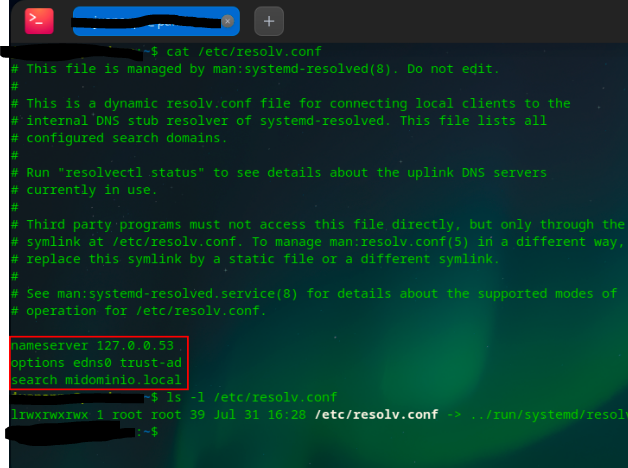 >_
~$ cat /etc/resolv.conf
# This file is managed by man:systemd-resolved(8). Do not edit.
#
# This is a dynamic resolv.conf file for connecting local clients to the
# internal DNS stub resolver of systemd-resolved. This file lists all
# configured search domains.
#
# Run "resolvectl status" to see details about the uplink DNS servers
# currently in use.
#
# Third party programs must not access this file directly, but only through the
# symlink at /etc/resolv.conf. To manage man:resolv.conf(5) in a different way,
# replace this symlink by a static file or a different symlink.
#
# See man:systemd-resolved.service(8) for details about the supported modes of
# operation for /etc/resolv.conf.
nameserver 127.0.0.53
options edns0 trust-ad
search midominio.local
:~$ ls -l /etc/resolv.conf
lrwxrwxrwx 1 root root 39 Jul 31 16:28 /etc/resolv.conf -> ../run/systemd/resolv
:~$